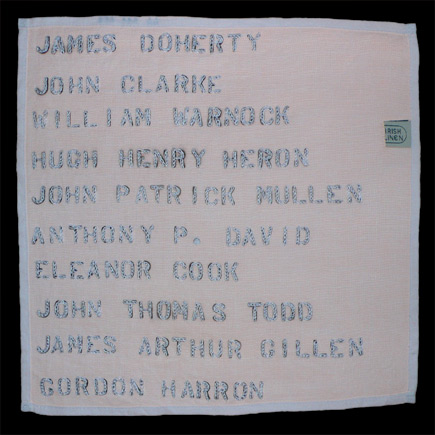 JAMES DOHERTY
JOHN CLARKE
WILLIAM WARNOCK
HUGH HENRY HERON
JOHN PATRICK MULLEN
ANTHONY P. DAVID
ELEANOR COOK
JOHN THOMAS TODD
JAMES ARTHUR GILLEN
GORDON HARRON
IRISH
LINEN